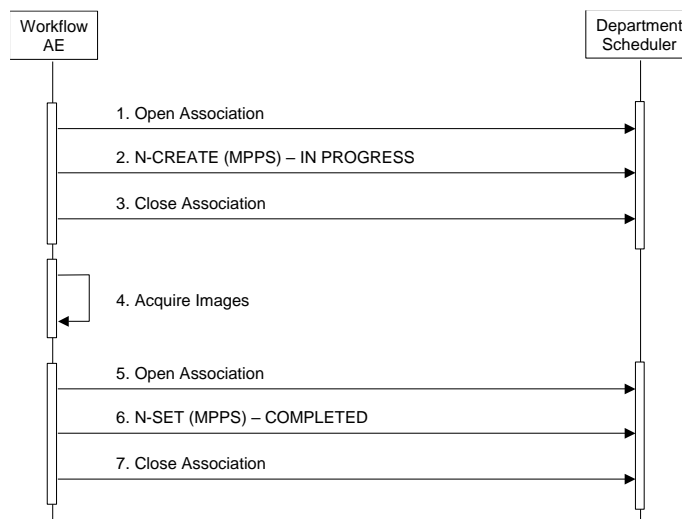 Workflow
AE
Department
Scheduler
1. Open Association
2. N-CREATE (MPPS) – IN PROGRESS
3. Close Association
4. Acquire Images
5. Open Association
6. N-SET (MPPS) – COMPLETED
7. Close Association